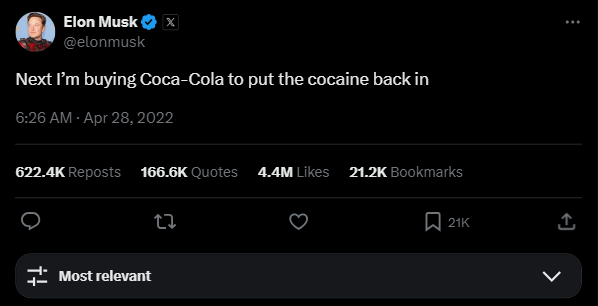 Elon Musk
@elonmusk
Next I’m buying Coca-Cola to put the cocaine back in
6:26 AM · Apr 28, 2022
622.4K Reposts 166.6K Quotes 4.4M Likes 21.2K Bookmarks
21K
Most relevant